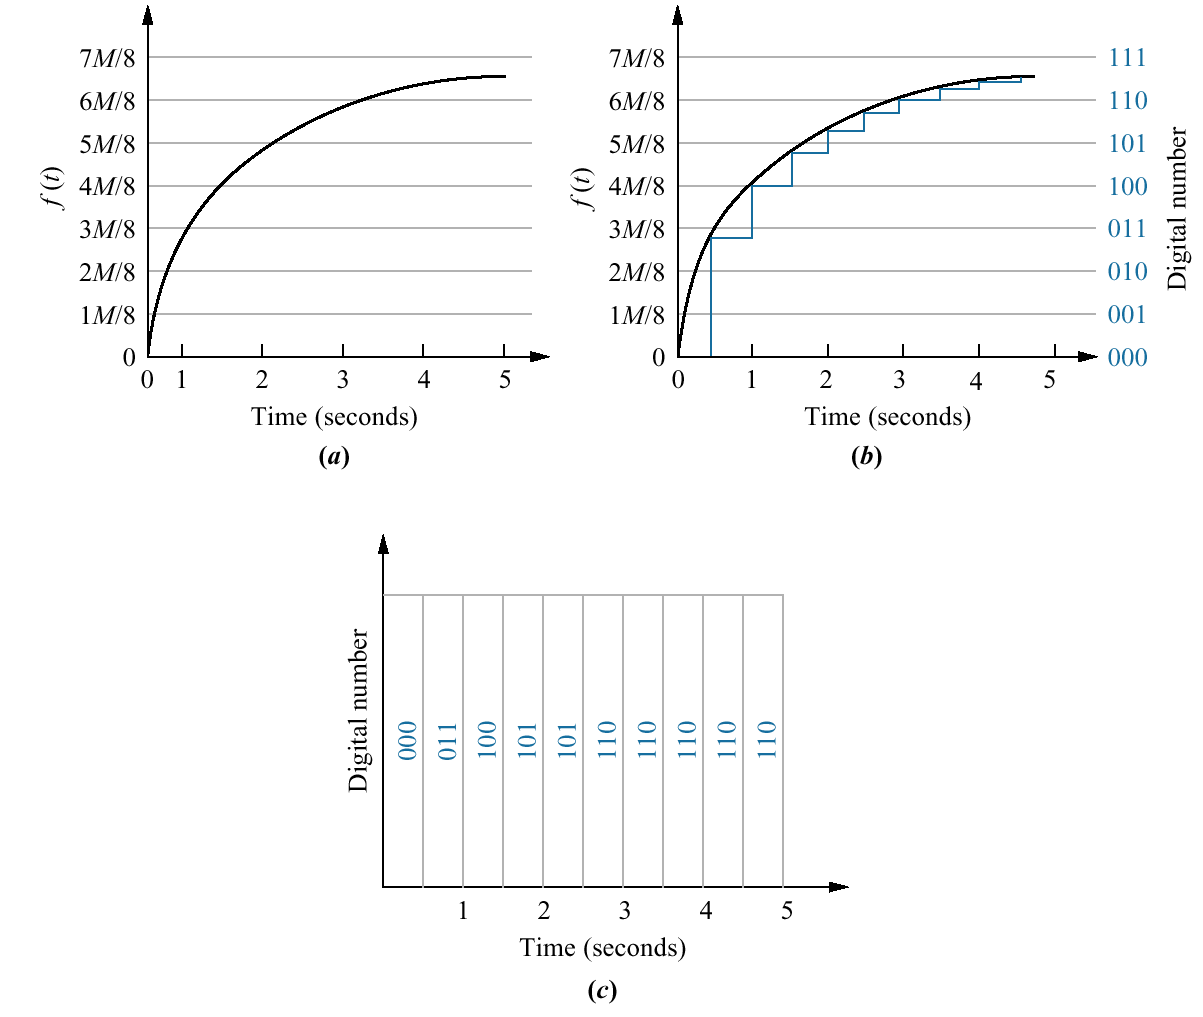 7M/8
6M/8
5M/8
4M/8
3M/8
2M/8
1M/8
0
f (t)
0 1 2 3 4 5
Time (seconds)
(a)
7M/8 111
6M/8 110
5M/8 101
4M/8 100
3M/8 011
2M/8 010
1M/8 001
0 000
f (t)
Digital number
0 1 2 3 4 5
Time (seconds)
(b)
Digital number
000 011 100 101 101 110 110 110 110 110
1 2 3 4 5
Time (seconds)
(c)